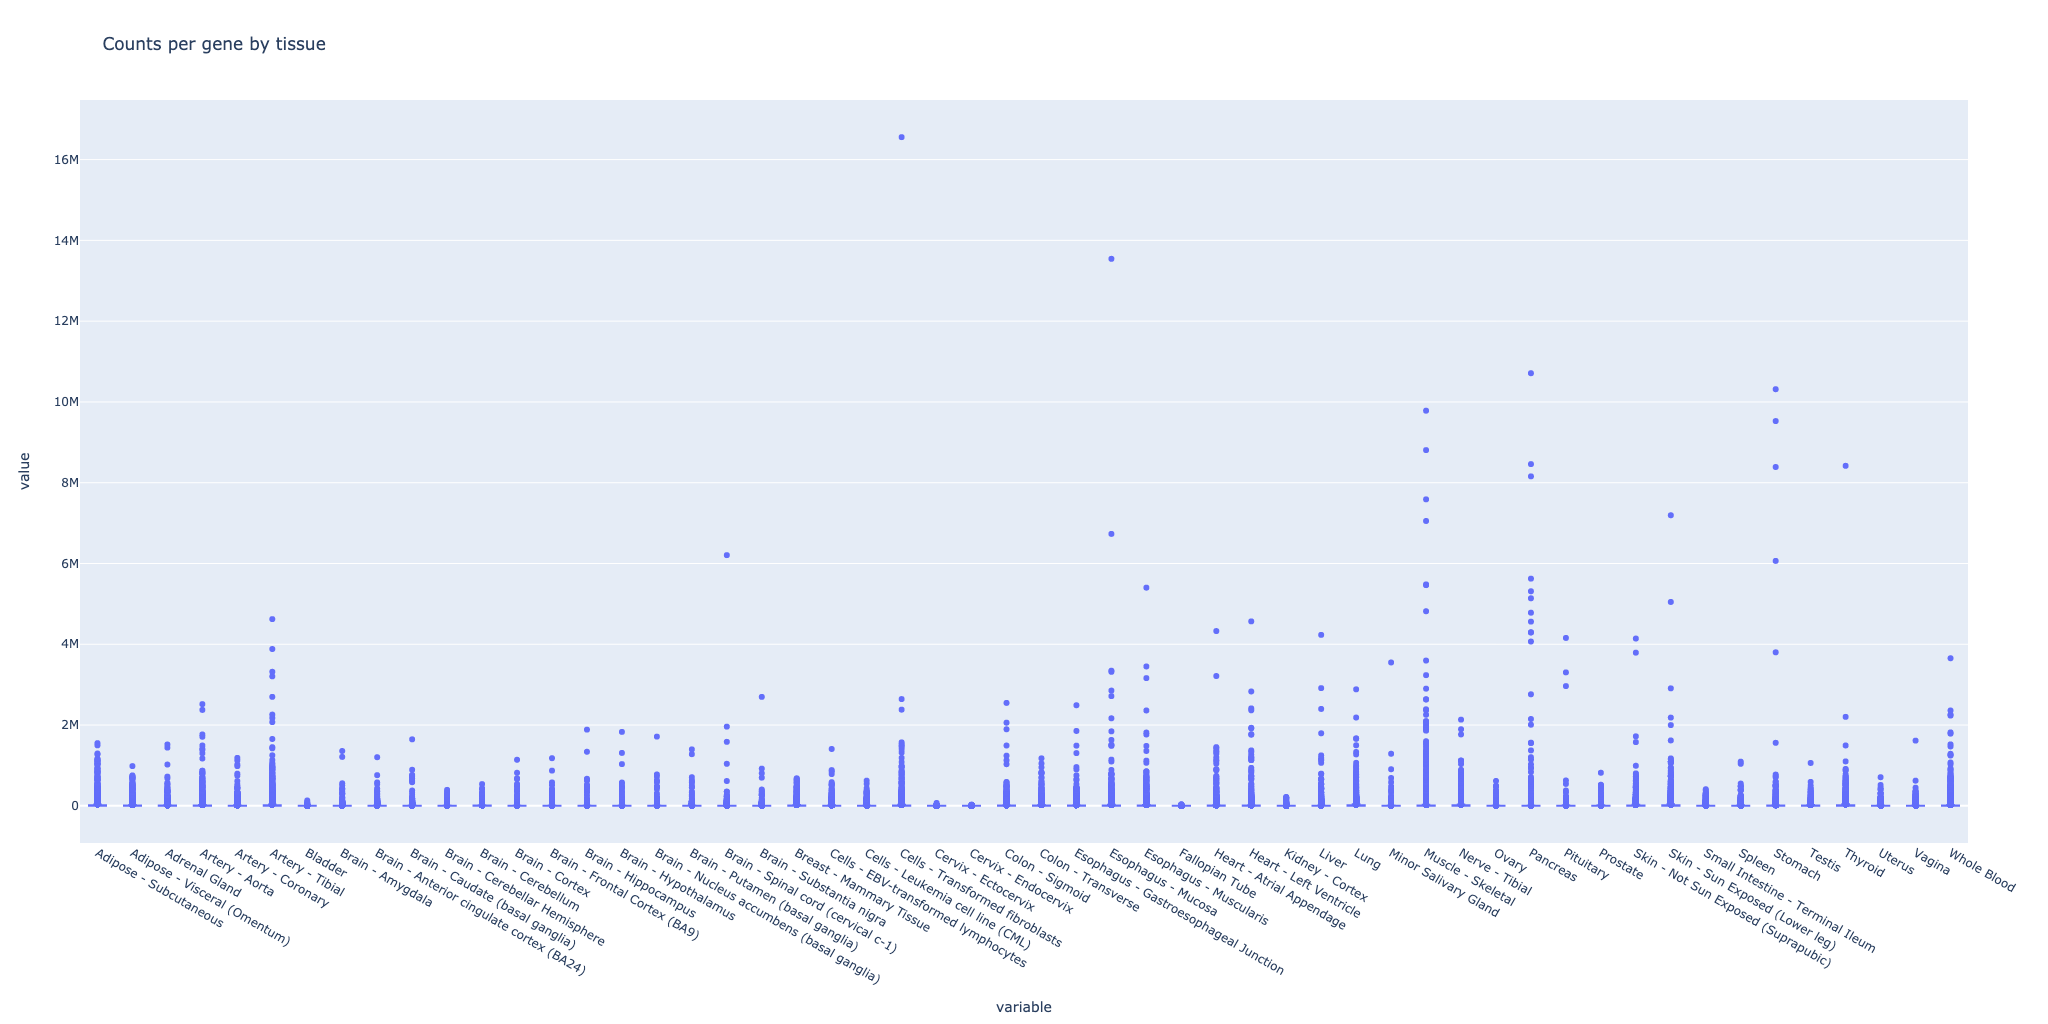 Counts per gene by tissue
16M
14M
12M
10M
8M
6M
4M
2M
0
value
Adipose - Subcutaneous
Adipose - Visceral (Omentum)
Adrenal Gland
Artery - Aorta
Artery - Coronary
Artery - Tibial
Bladder
Brain - Amygdala
Brain - Anterior cingulate cortex (BA24)
Brain - Caudate (basal ganglia)
Brain - Cerebellar Hemisphere
Brain - Cerebellum
Brain - Cortex
Brain - Frontal Cortex (BA9)
Brain - Hippocampus
Brain - Hypothalamus
Brain - Nucleus accumbens (basal ganglia)
Brain - Putamen (basal ganglia)
Brain - Spinal cord (cervical c-1)
Brain - Substantia nigra
Breast - Mammary Tissue
Cells - EBV-transformed lymphocytes
Cells - Leukemia cell line (CML)
Cells - Transformed fibroblasts
Cervix - Ectocervix
Cervix - Endocervix
Colon - Sigmoid
Colon - Transverse
Esophagus - Gastroesophageal Junction
Esophagus - Mucosa
Esophagus - Muscularis
Fallopian Tube
Heart - Atrial Appendage
Heart - Left Ventricle
Kidney - Cortex
Liver
Lung
Minor Salivary Gland
Muscle - Skeletal
Nerve - Tibial
Ovary
Pancreas
Pituitary
Prostate
Skin - Not Sun Exposed (Suprapubic)
Skin - Sun Exposed (Lower leg)
Small Intestine - Terminal Ileum
Spleen
Stomach
Testis
Thyroid
Uterus
Vagina
Whole Blood
variable